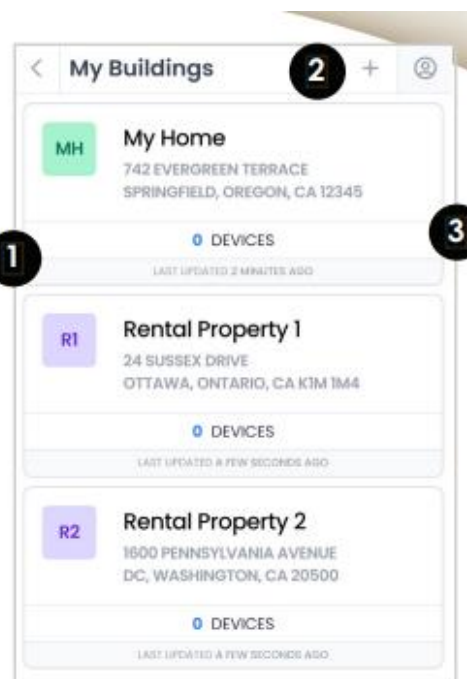 My Buildings
2
+
MH
My Home
742 EVERGREEN TERRACE
SPRINGFIELD, OREGON, CA 12345
0 DEVICES
1
3
LAST UPDATED 2 MINUTES AGO
R1
Rental Property 1
24 SUSSEX DRIVE
OTTAWA, ONTARIO, CA K1M 1M4
0 DEVICES
LAST UPDATED A FEW SECONDS AGO
R2
Rental Property 2
1600 PENNSYLVANIA AVENUE
DC, WASHINGTON, CA 20500
0 DEVICES
LAST UPDATED A FEW SECONDS AGO